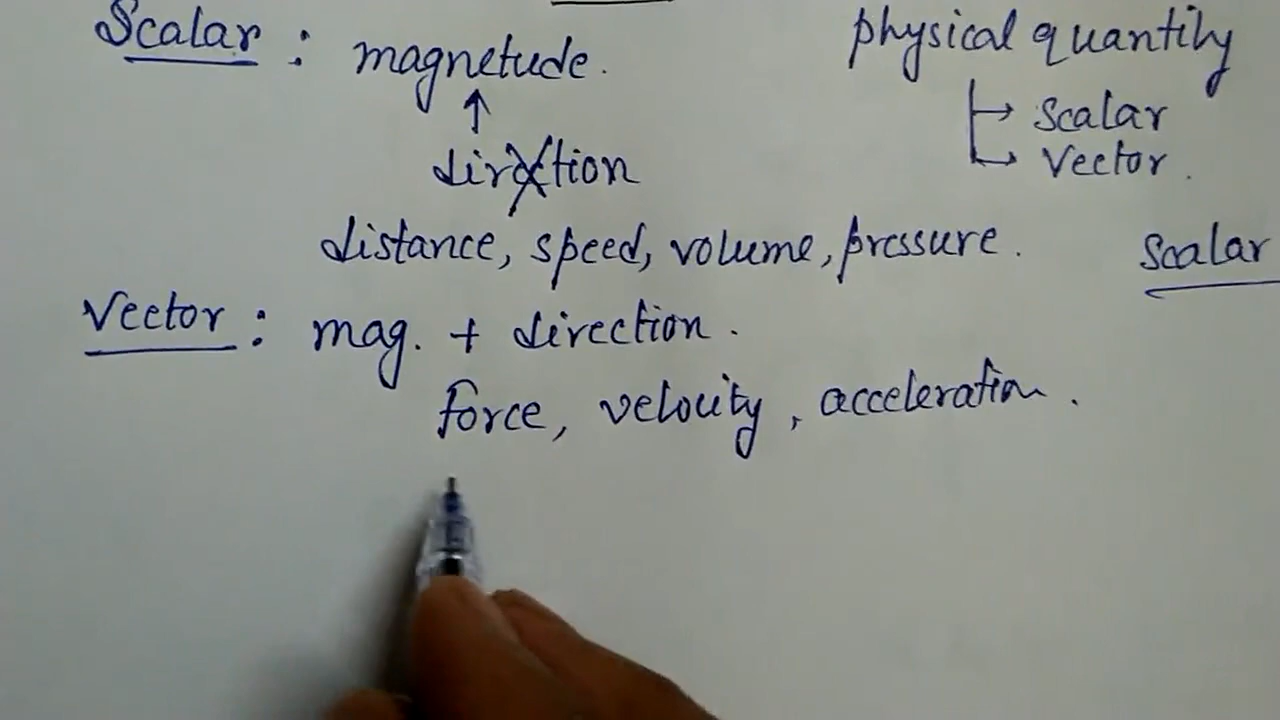 Scalar : magnetude.
↑
direction
distance, speed, volume, pressure.
Vector : mag. + direction.
force, velocity, acceleration.
physical quantity
→ Scalar
→ Vector.
Scalar